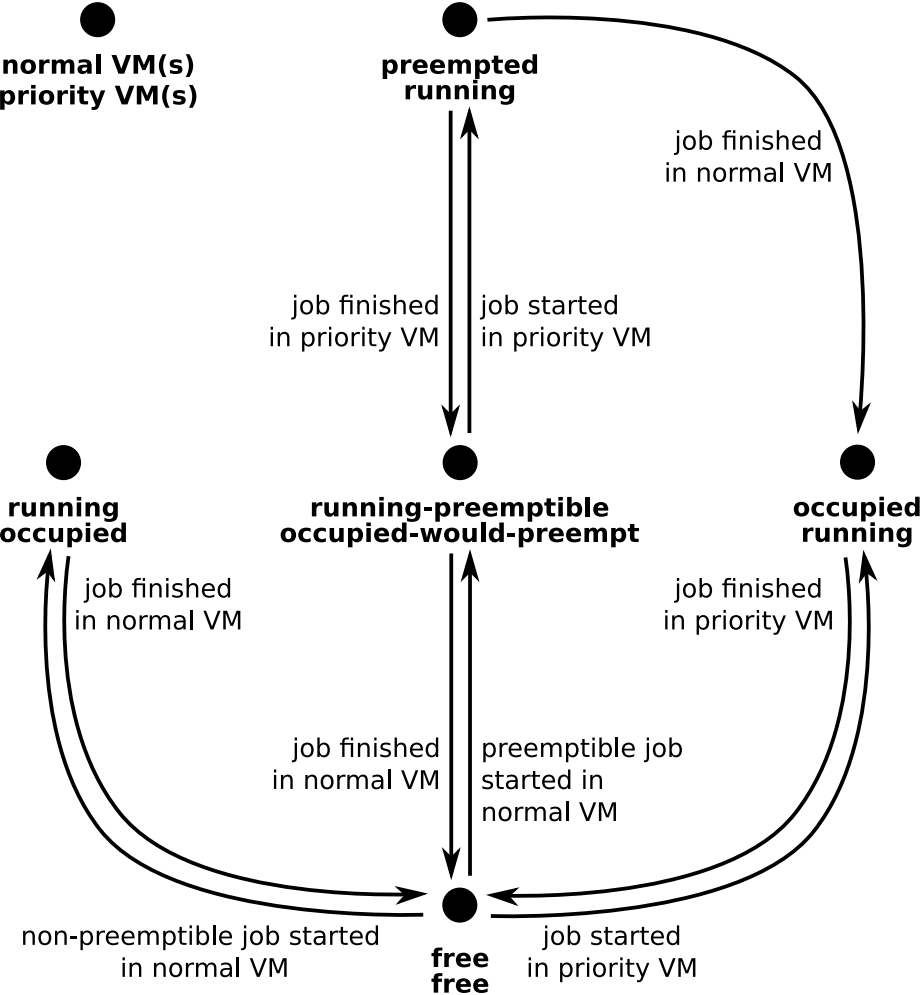 normal VM(s)
priority VM(s)
preempted
running
job finished
in normal VM
job finished
in priority VM
job started
in priority VM
running
occupied
running-preemptible
occupied-would-preempt
occupied
running
job finished
in normal VM
job finished
in priority VM
job finished
in normal VM
preemptible job
started in
normal VM
non-preemptible job started
in normal VM
free
free
job started
in priority VM